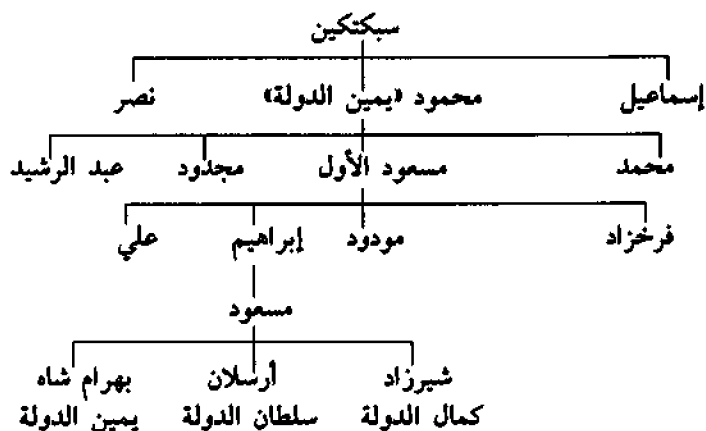 سبكتكين
إسماعيل محمود «يمين الدولة» نصر
محمد مسعود الأول مجدود عبد الرشيد
فرخزاد مودود إبراهيم علي
مسعود
شيرزاد أرسلان بهرام شاه
كمال الدولة سلطان الدولة يمين الدولة